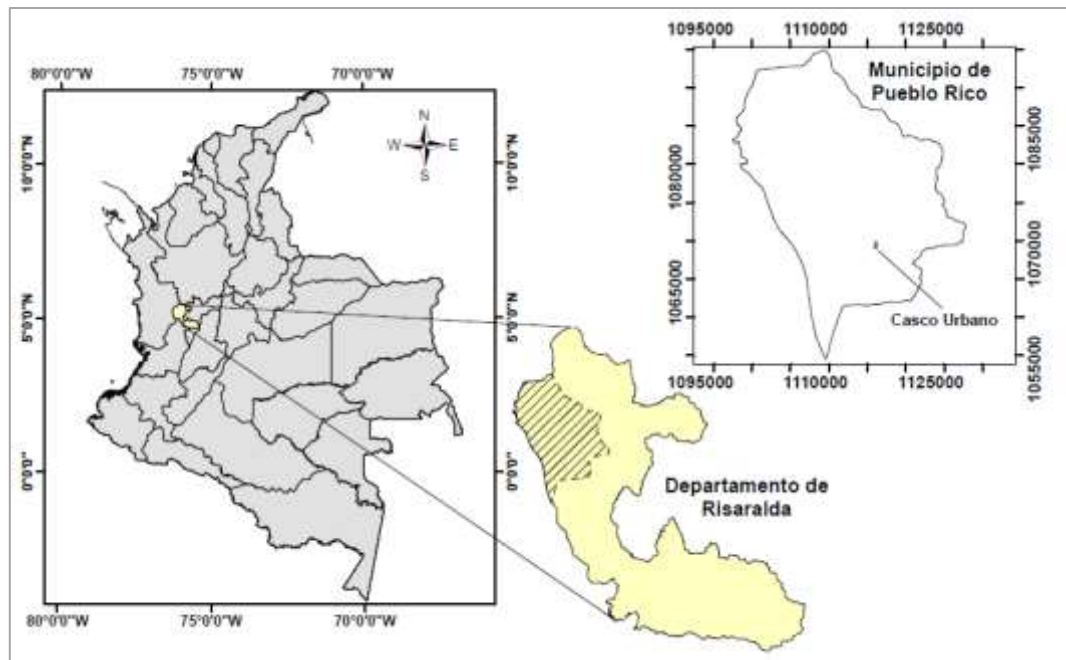 80°0'0"W 75°0'0"W 70°0'0"W
10°0'0"N
5°0'0"N
0°0'0"
10°0'0"N
5°0'0"N
0°0'0"
80°0'0"W 75°0'0"W 70°0'0"W
N
W E
S
1095000 1110000 1125000
Municipio de
Pueblo Rico
1080000
1065000
1085000
1070000
1055000
Casco Urbano
1095000 1110000 1125000
Departamento de
Risaralda